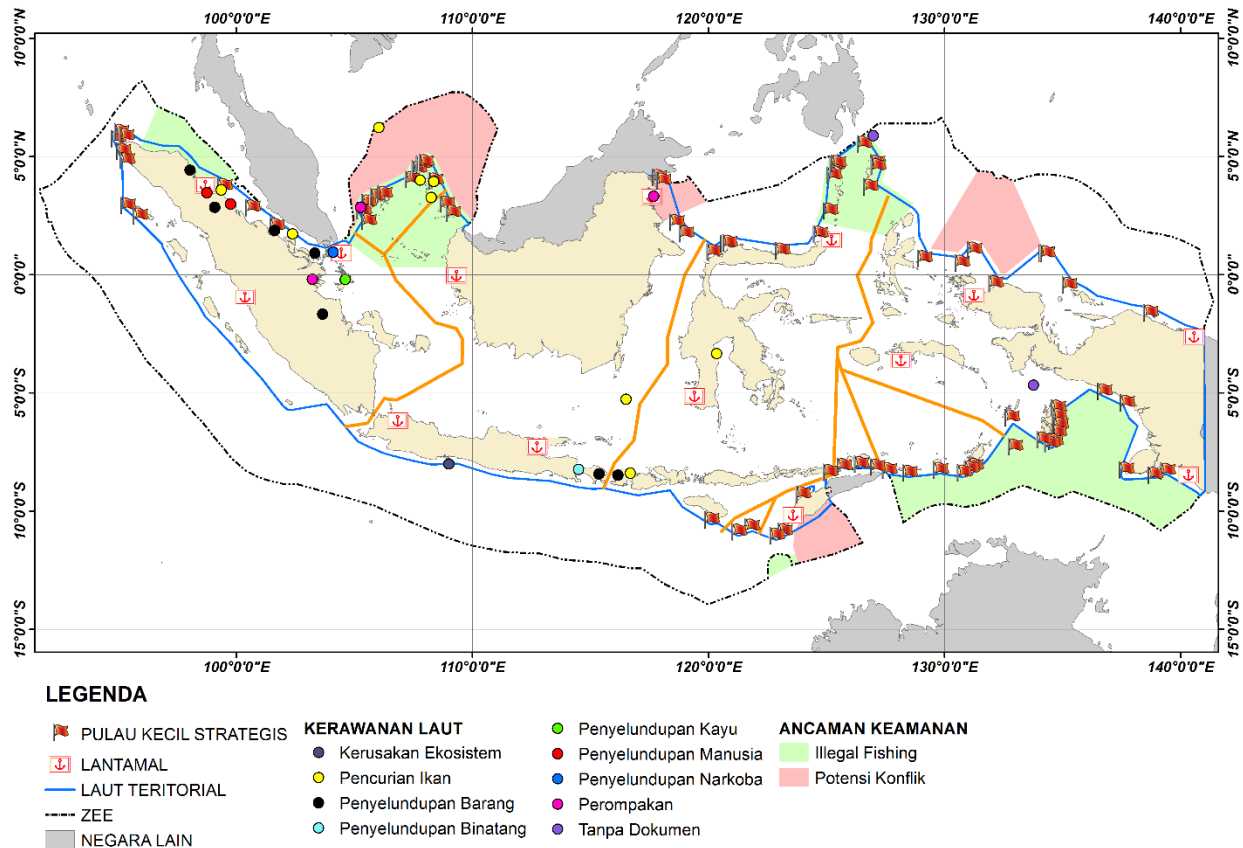 100°0'0"E 110°0'0"E 120°0'0"E 130°0'0"E 140°0'0"E
10°0'0"N 10°0'0"N
5°0'0"N 5°0'0"N
0°0'0" 0°0'0"
5°0'0"S 5°0'0"S
10°0'0"S 10°0'0"S
15°0'0"S 15°0'0"S
100°0'0"E 110°0'0"E 120°0'0"E 130°0'0"E 140°0'0"E
LEGENDA
PULAU KECIL STRATEGIS
LANTAMAL
LAUT TERITORIAL
ZEE
NEGARA LAIN
KERAWANAN LAUT
Kerusakan Ekosistem
Pencurian Ikan
Penyelundupan Barang
Penyelundupan Binatang
Penyelundupan Kayu
Penyelundupan Manusia
Penyelundupan Narkoba
Perompakan
Tanpa Dokumen
ANCAMAN KEAMANAN
Illegal Fishing
Potensi Konflik